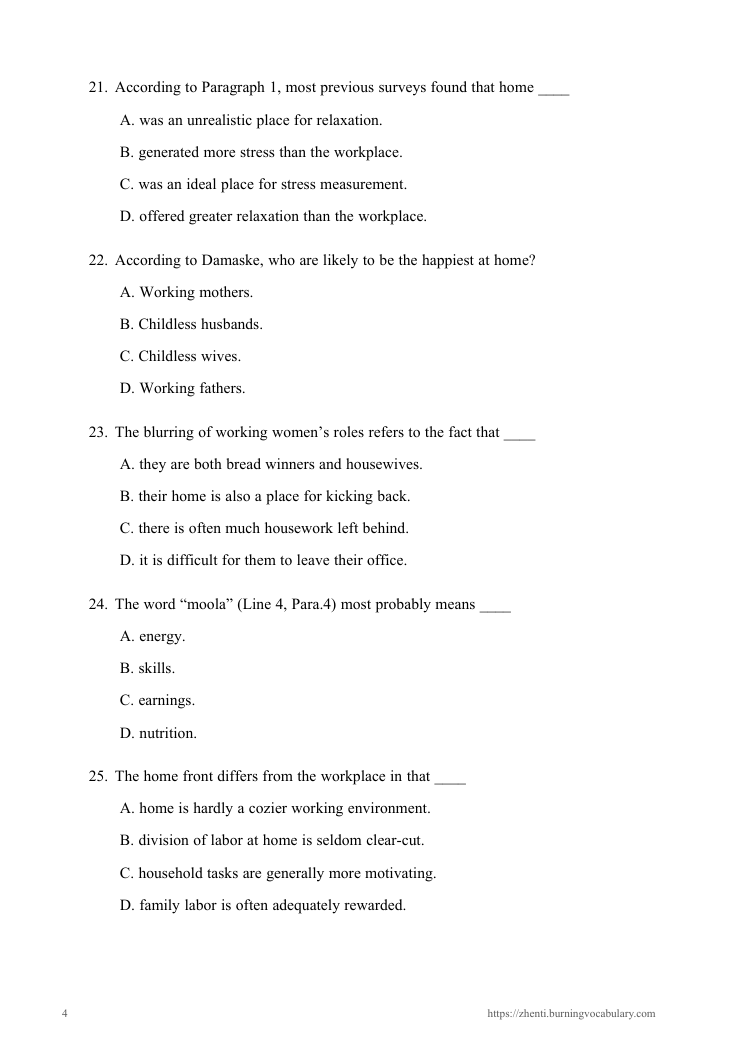 21. According to Paragraph 1, most previous surveys found that home ____
A. was an unrealistic place for relaxation.
B. generated more stress than the workplace.
C. was an ideal place for stress measurement.
D. offered greater relaxation than the workplace.
22. According to Damaske, who are likely to be the happiest at home?
A. Working mothers.
B. Childless husbands.
C. Childless wives.
D. Working fathers.
23. The blurring of working women’s roles refers to the fact that ____
A. they are both bread winners and housewives.
B. their home is also a place for kicking back.
C. there is often much housework left behind.
D. it is difficult for them to leave their office.
24. The word “moola” (Line 4, Para.4) most probably means ____
A. energy.
B. skills.
C. earnings.
D. nutrition.
25. The home front differs from the workplace in that ____
A. home is hardly a cozier working environment.
B. division of labor at home is seldom clear-cut.
C. household tasks are generally more motivating.
D. family labor is often adequately rewarded.
4 https://zhenti.burningvocabulary.com